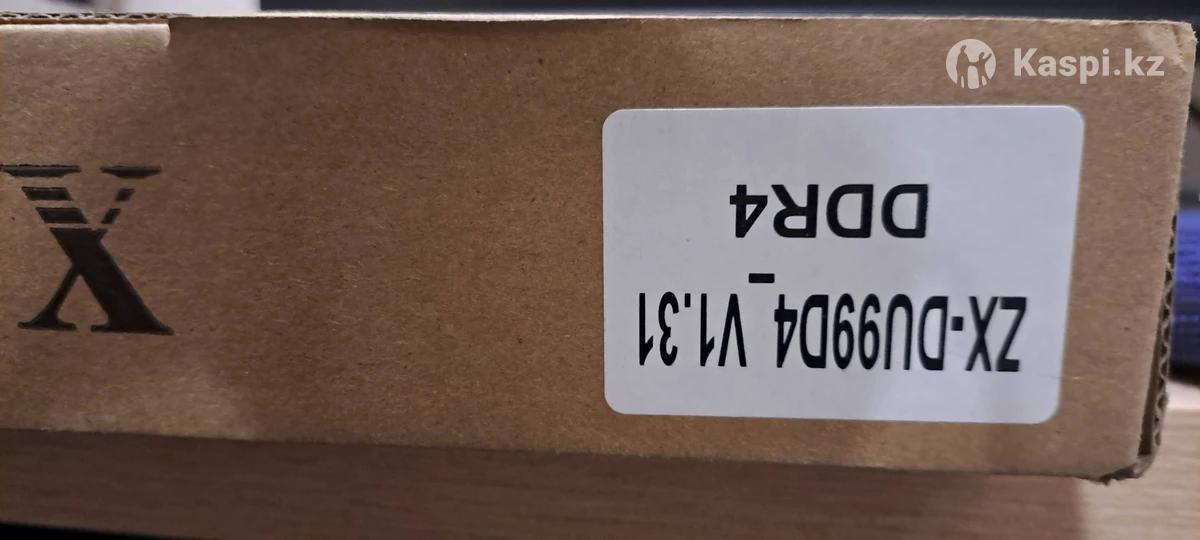 Kaspi.kz
X
ZX-DU99D4_V1.31
DDR4